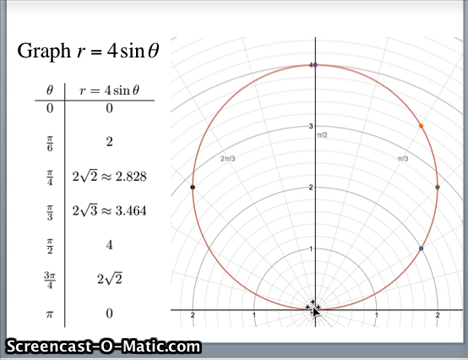 Graph r = 4 sin θ
θ r = 4 sin θ
0 0
π/6 2
π/4 2√2 ≈ 2.828
π/3 2√3 ≈ 3.464
π/2 4
3π/4 2√2
π 0
4
3
π/2
2π/3 π/3
2
1
2 1 1 2
Screencast-O-Matic.com